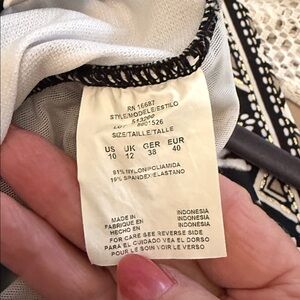 RN 16687
STYLE/MODELE/ESTILO
SIZE/TAILLE/TALLE
US UK GER EUR
10 12 38 40
81% NYLON/POLIAMIDA
19% SPANDEX/ELASTANO
MADE IN INDONESIA
FABRIQUE EN INDONESIA
HECHO EN INDONESIA
FOR CARE SEE REVERSE SIDE
PARA EL CUIDADO VEA EL DORSO
POUR LE SOIN VOIR LE VERSO